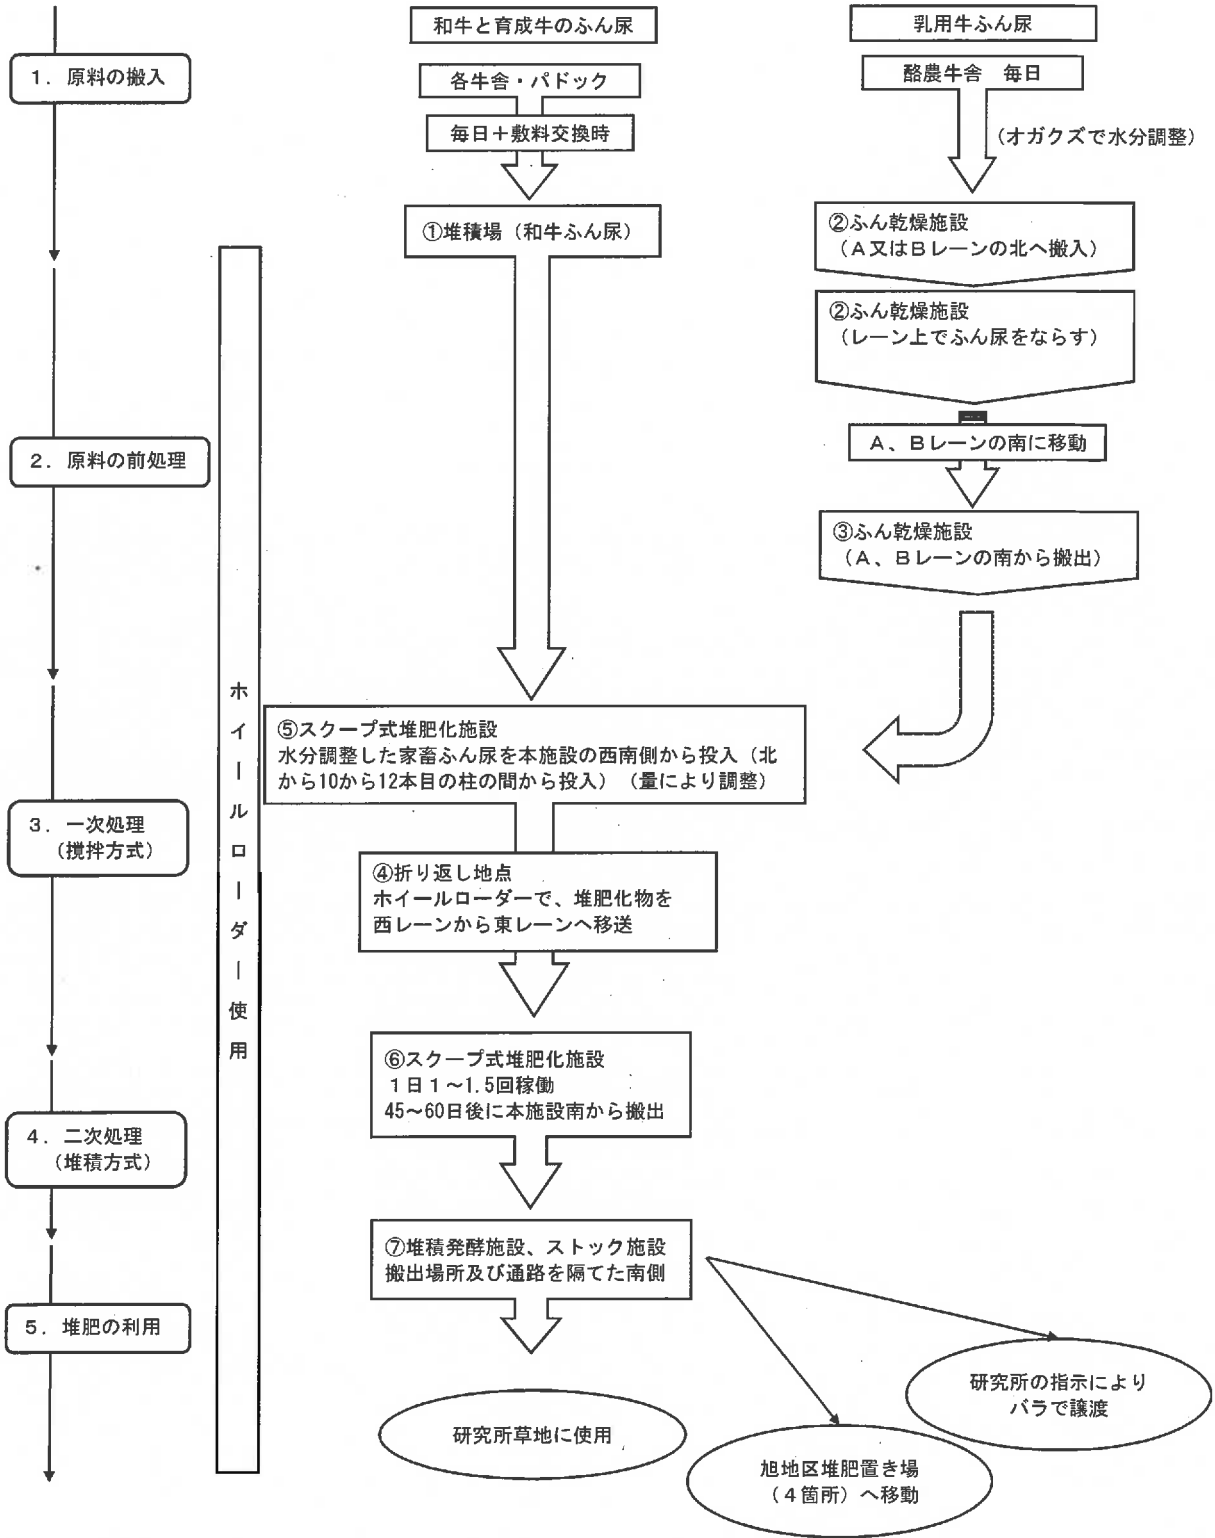 和牛と育成牛のふん尿
乳用牛ふん尿
1．原料の搬入
各牛舎・パドック
毎日＋敷料交換時
酪農牛舎　毎日
（オガクズで水分調整）
①堆積場（和牛ふん尿）
②ふん乾燥施設
（Ａ又はＢレーンの北へ搬入）
②ふん乾燥施設
（レーン上でふん尿をならす）
2．原料の前処理
Ａ、Ｂレーンの南に移動
③ふん乾燥施設
（Ａ、Ｂレーンの南から搬出）
ホイールローダー使用
⑤スクープ式堆肥化施設
水分調整した家畜ふん尿を本施設の西南側から投入（北
から10から12本目の柱の間から投入）（量により調整）
3．一次処理
（攪拌方式）
④折り返し地点
ホイールローダーで、堆肥化物を
西レーンから東レーンへ移送
⑥スクープ式堆肥化施設
１日１～1.5回稼働
45～60日後に本施設南から搬出
4．二次処理
（堆積方式）
⑦堆積発酵施設、ストック施設
搬出場所及び通路を隔てた南側
5．堆肥の利用
研究所草地に使用
旭地区堆肥置き場
（４箇所）へ移動
研究所の指示により
バラで譲渡